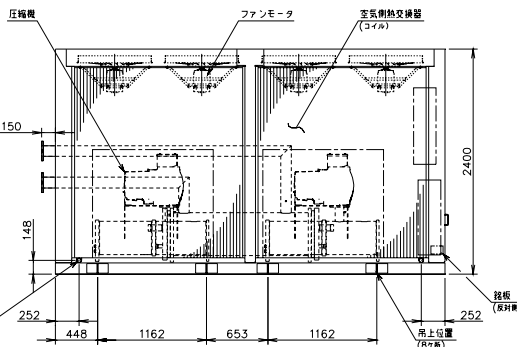 圧縮機
ファンモータ
空気側熱交換器
(コイル)
150
2400
148
銘板
(反対側
252
252
吊上位置
(8ヶ所)
448
1162
653
1162